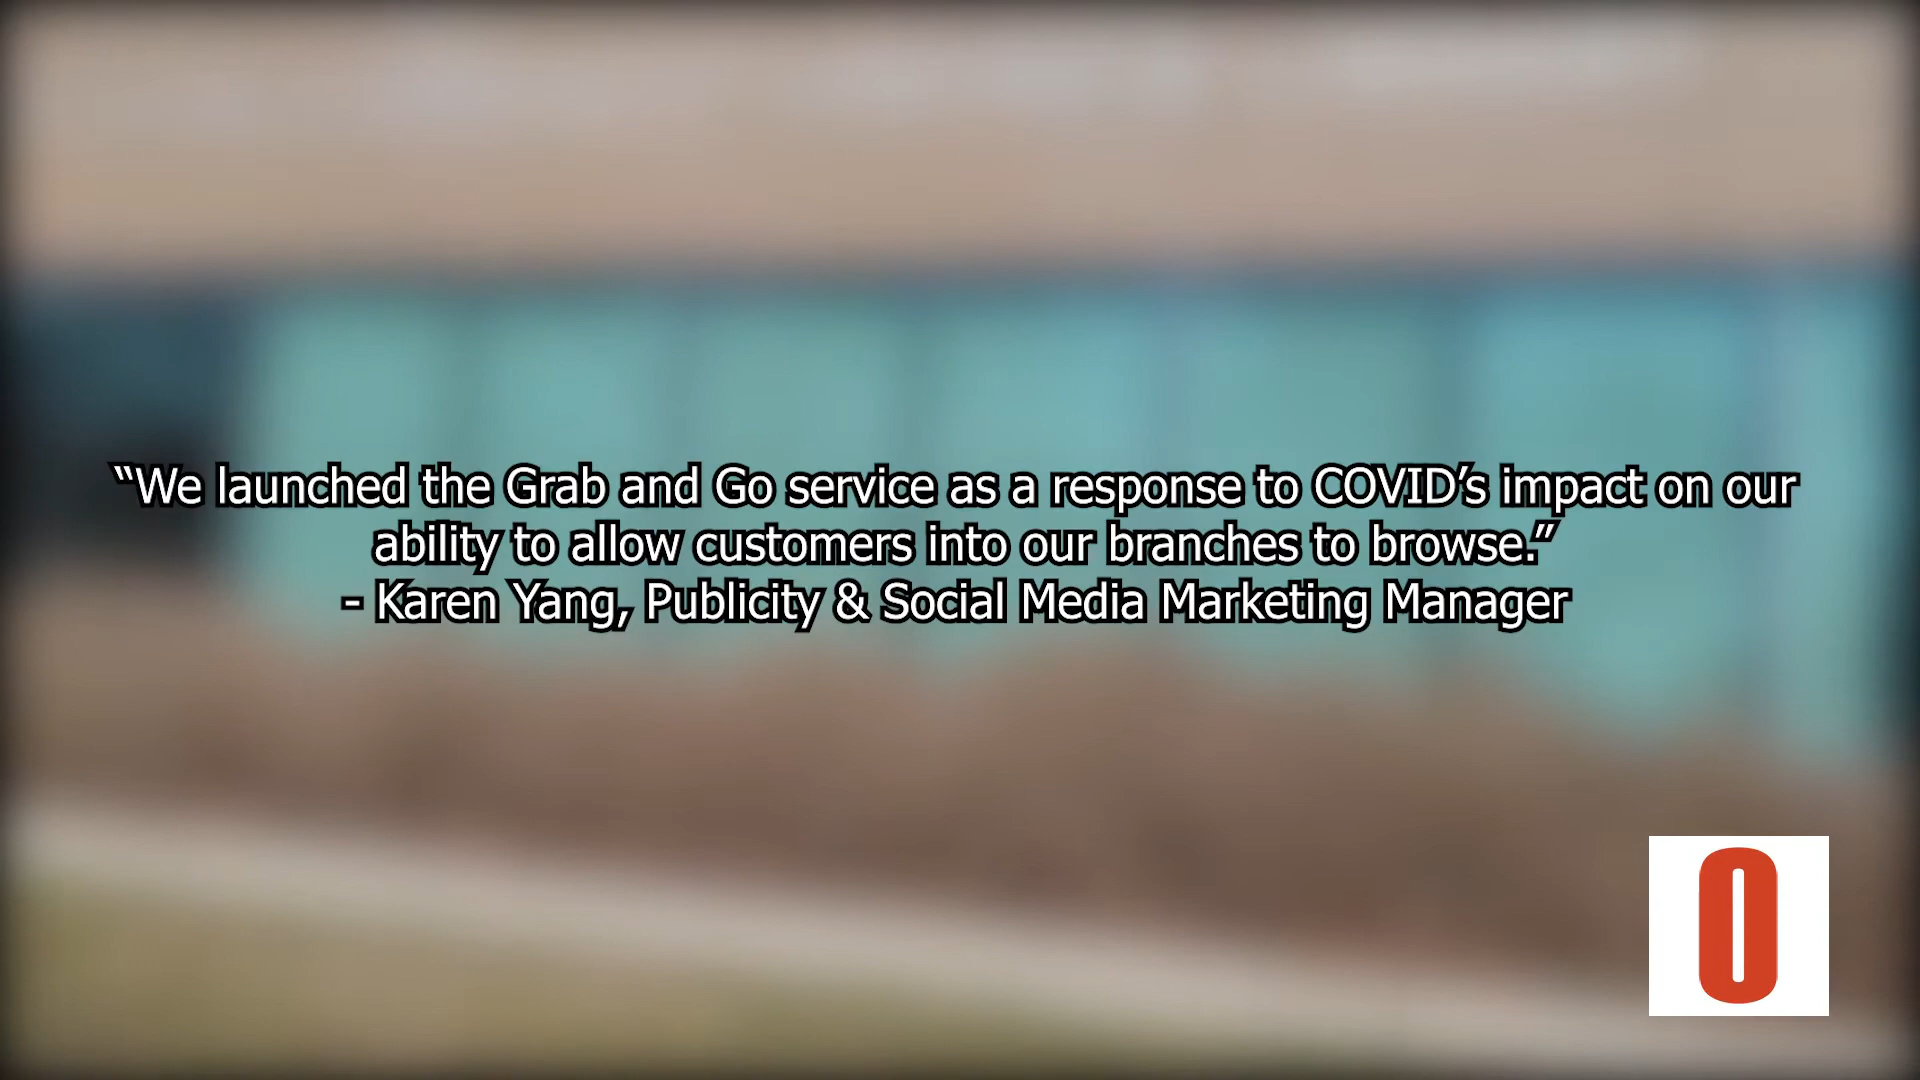 “We launched the Grab and Go service as a response to COVID’s impact on our
ability to allow customers into our branches to browse.”
- Karen Yang, Publicity & Social Media Marketing Manager
O